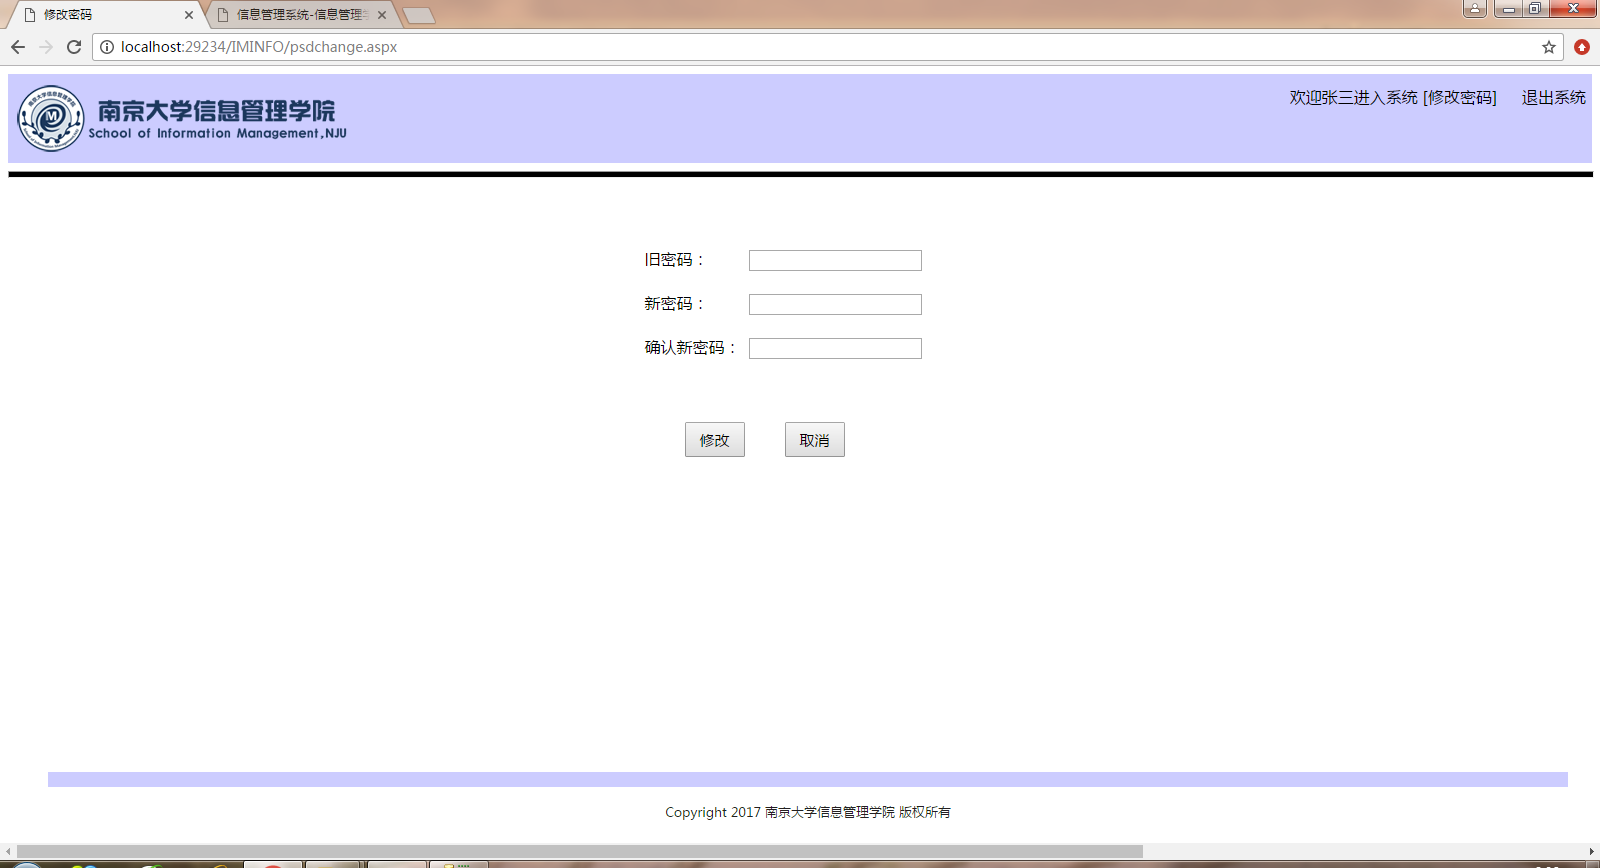 修改密码
信息管理系统-信息管理
localhost:29234/IMINFO/psdchange.aspx
南京大学信息管理学院
School of Information Management,NJU
欢迎张三进入系统 [修改密码] 退出系统
旧密码：
新密码：
确认新密码：
修改 取消
Copyright 2017 南京大学信息管理学院 版权所有